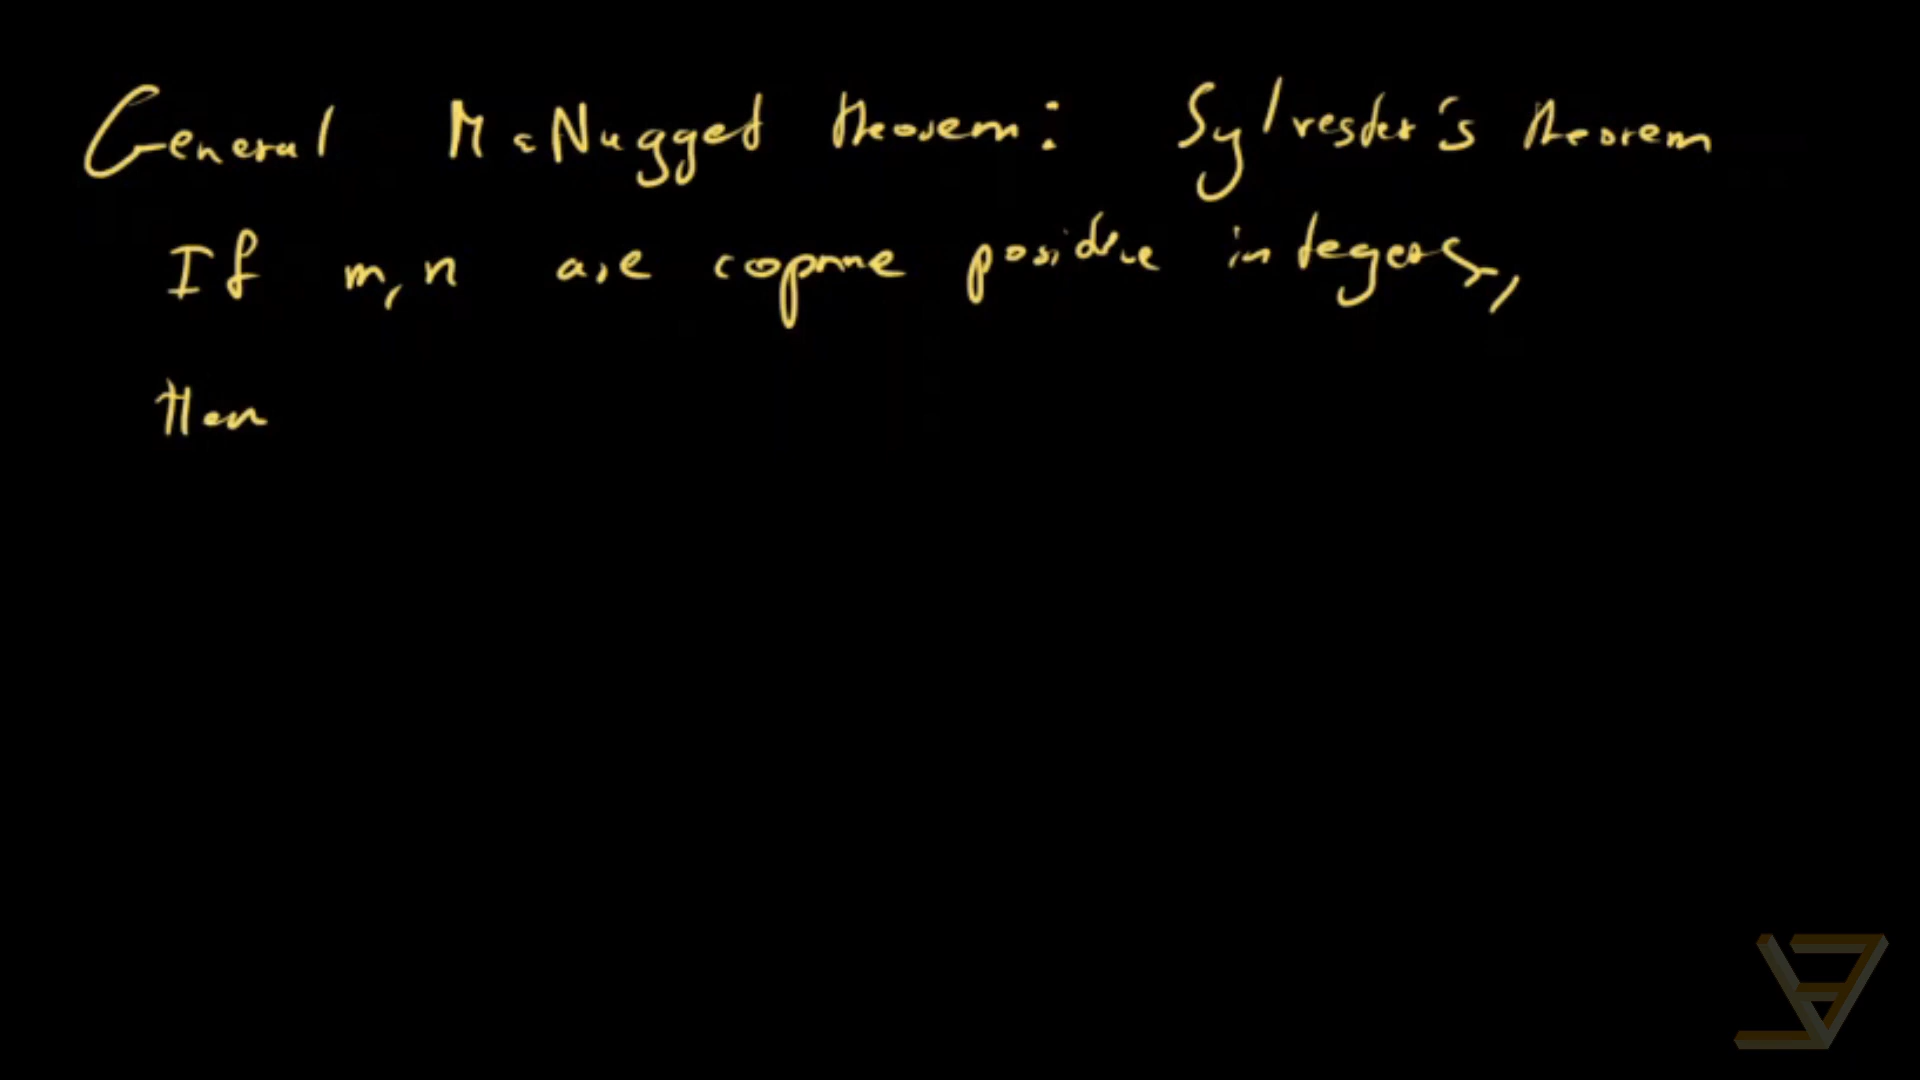 General McNugget theorem: Sylvester's theorem
If m, n are coprime positive integers,
then